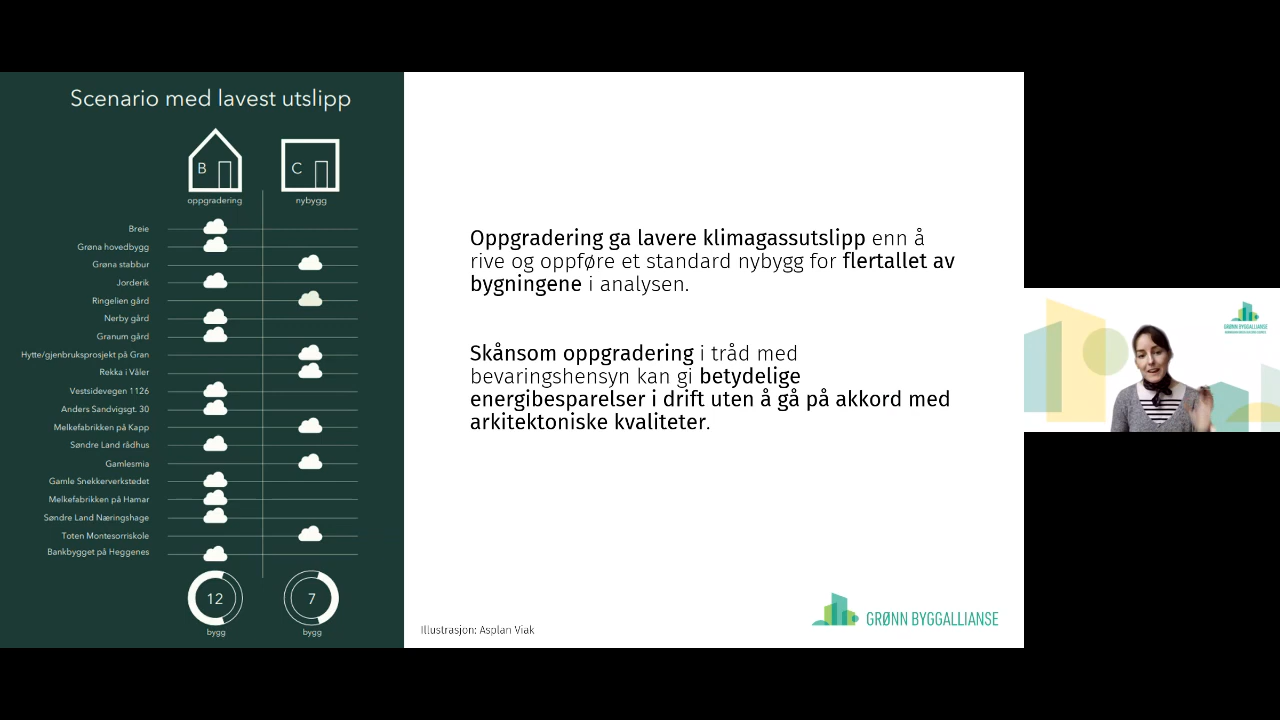 Scenario med lavest utslipp
B
C
oppgradering
nybygg
Breie
Grøna hovedbygg
Grøna stabbur
Jorderik
Ringelien gård
Nerby gård
Granum gård
Hytte/gjenbruksprosjekt på Gran
Rekka i Våler
Vestsidevegen 1126
Anders Sandvigsgt. 30
Melkefabrikken på Kapp
Søndre Land rådhus
Gamlesmia
Gamle Snekkerverkstedet
Melkefabrikken på Hamar
Søndre Land Næringshage
Toten Montesorriskole
Bankbygget på Heggenes
12
7
bygg
bygg
Oppgradering ga lavere klimagassutslipp enn å
rive og oppføre et standard nybygg for flertallet av
bygningene i analysen.
Skånsom oppgradering i tråd med
bevaringshensyn kan gi betydelige
energibesparelser i drift uten å gå på akkord med
arkitektoniske kvaliteter.
Illustrasjon: Asplan Viak
GRØNN BYGGALLIANSE
GRØNN BYGGALLIANSE